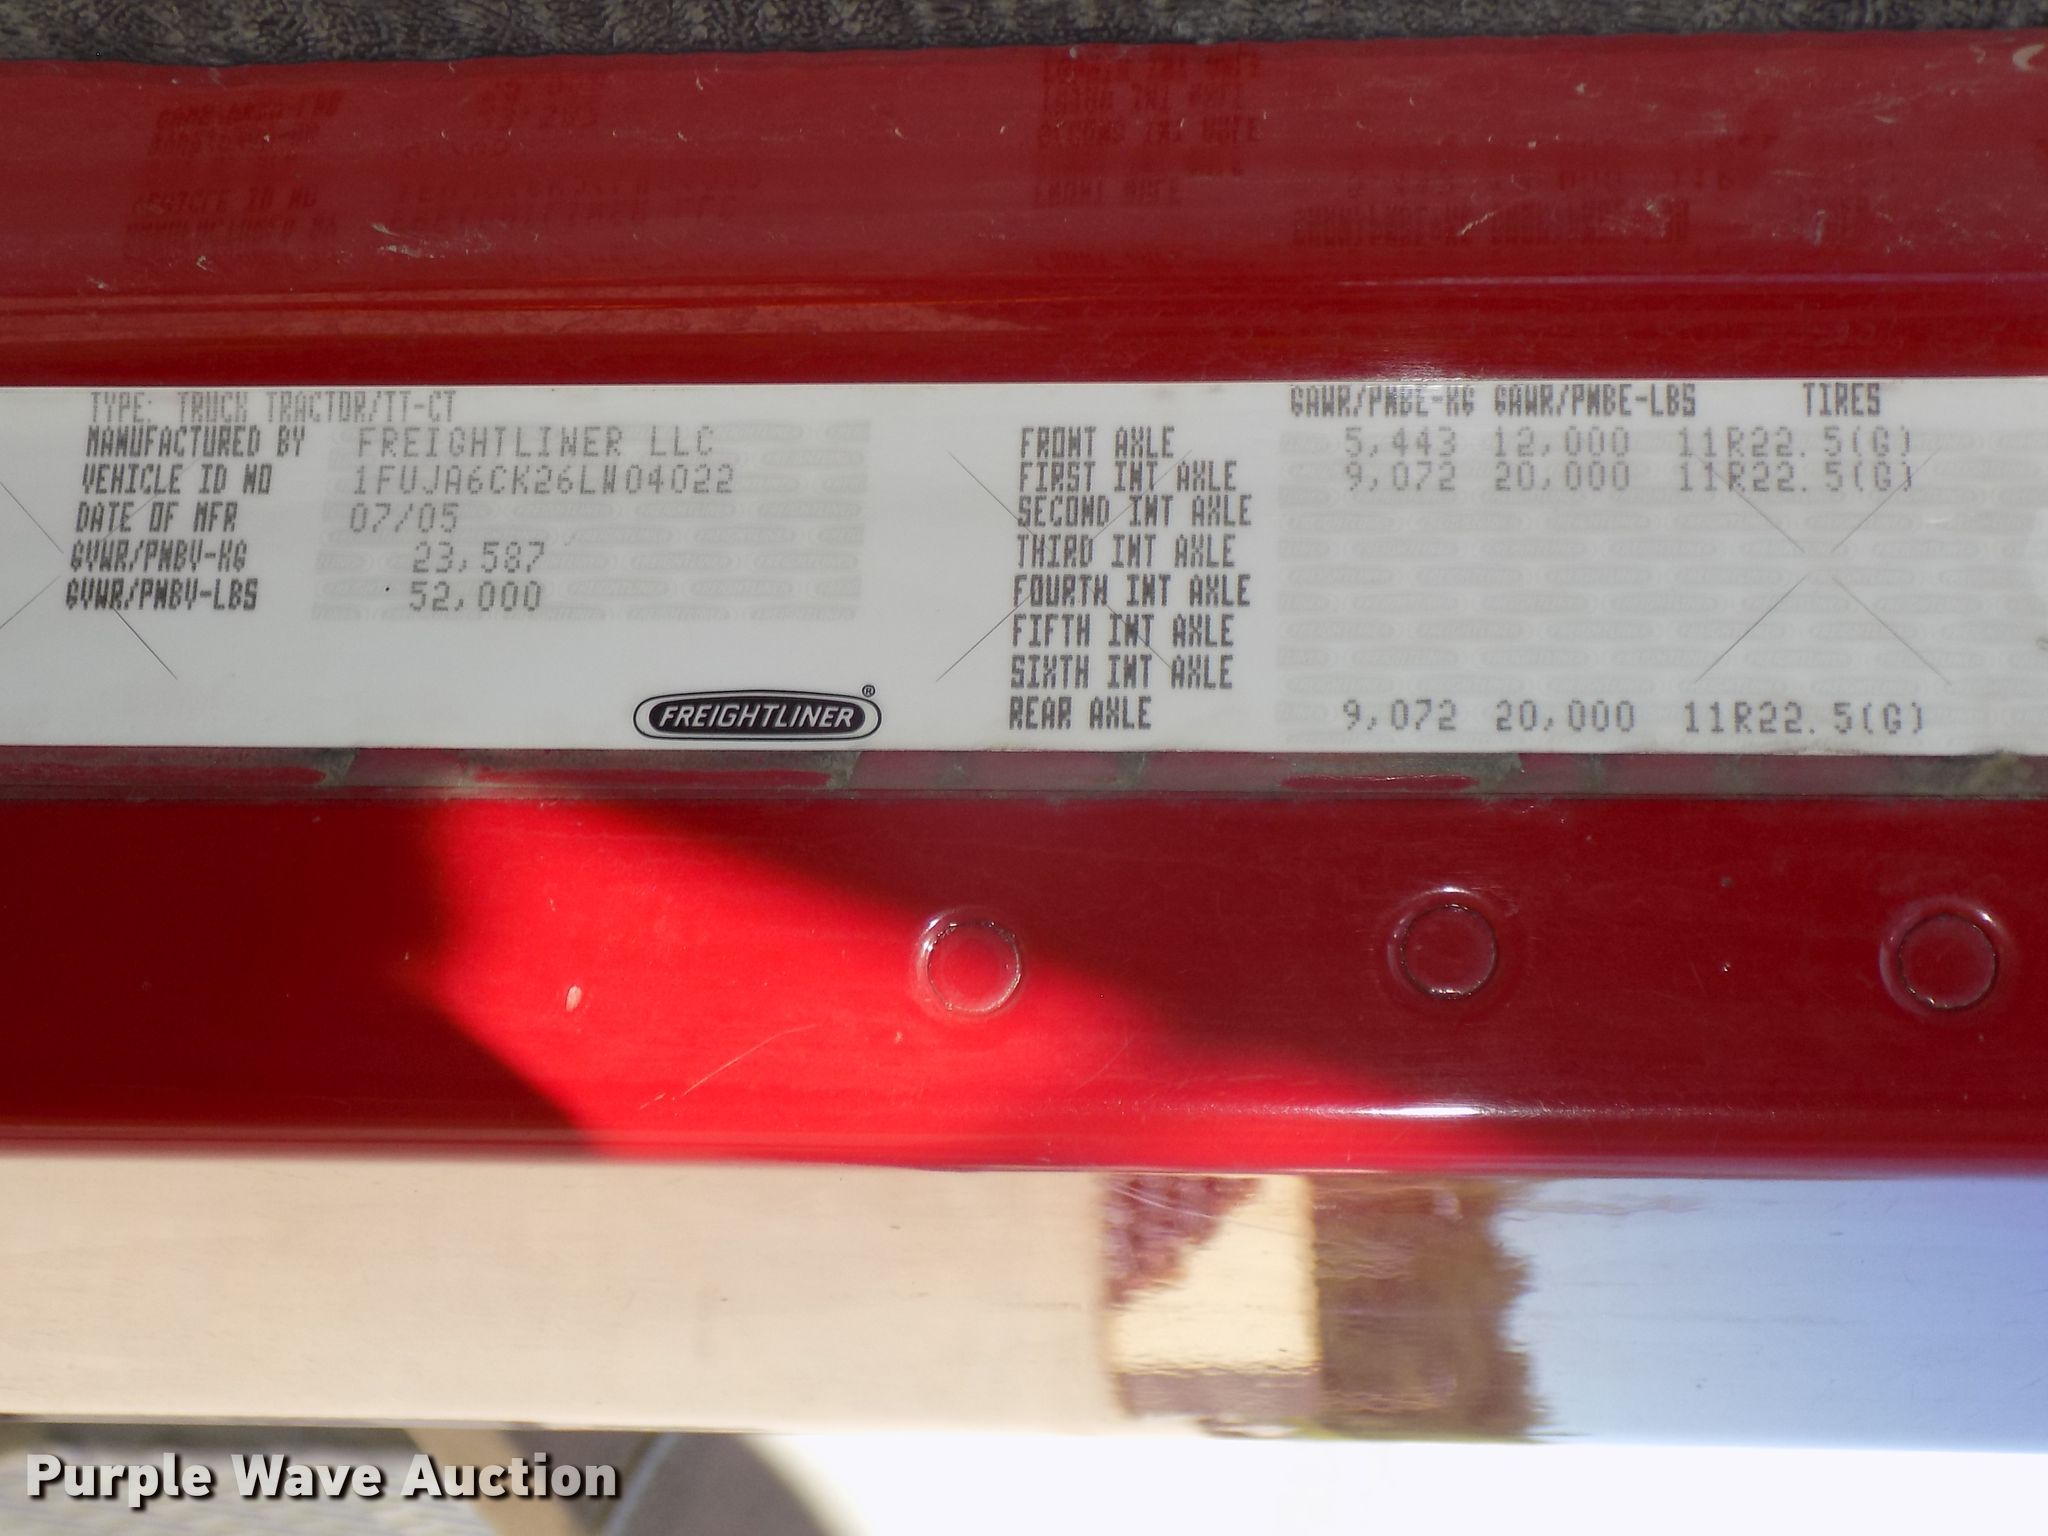 TYPE: TRUCK TRACTOR/TT-CT
MANUFACTURED BY FREIGHTLINER LLC
VEHICLE ID NO 1FUJA6CK26LW04022
DATE OF MFR 07/05
GVWR/PNBV-KG 23,587
GVWR/PNBV-LBS 52,000
FREIGHTLINER®
GAWR/PNBE-KG GAWR/PNBE-LBS TIRES
FRONT AXLE 5,443 12,000 11R22.5(G)
FIRST INT AXLE 9,072 20,000 11R22.5(G)
SECOND INT AXLE
THIRD INT AXLE
FOURTH INT AXLE
FIFTH INT AXLE
SIXTH INT AXLE
REAR AXLE 9,072 20,000 11R22.5(G)
Purple Wave Auction